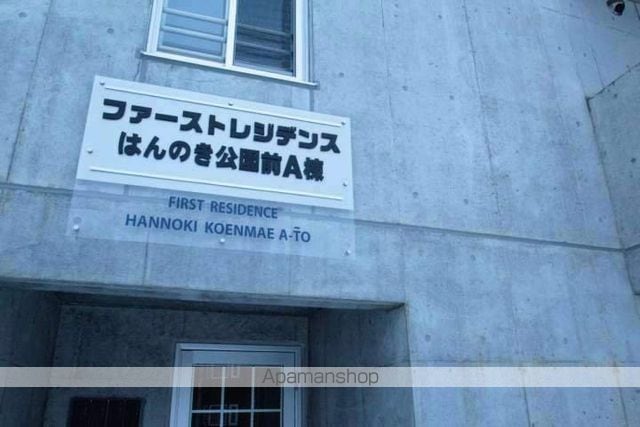 ファーストレジデンス
はんのき公園前A棟
FIRST RESIDENCE
HANNOKI KOENMAE A-TŌ
Apamanshop